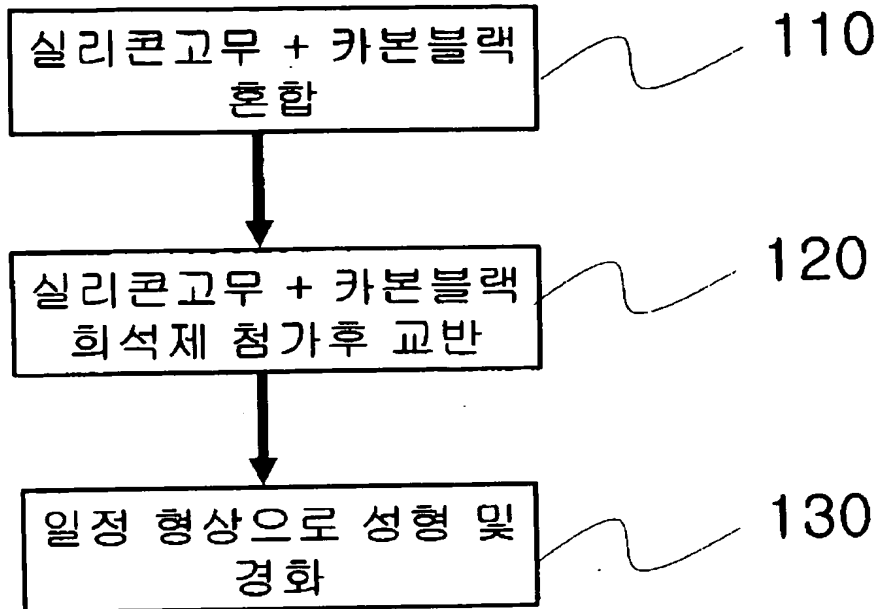 실리콘고무 + 카본블랙
혼합
110
실리콘고무 + 카본블랙
희석제 첨가후 교반
120
일정 형상으로 성형 및
경화
130